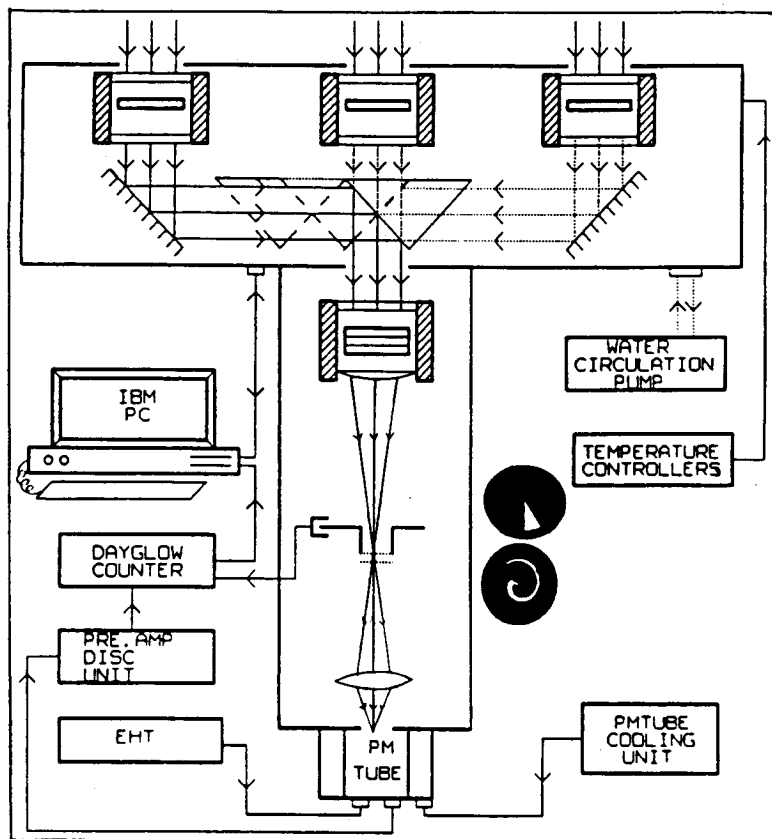 IBM
PC
WATER
CIRCULATION
PUMP
TEMPERATURE
CONTROLLERS
DAYGLOW
COUNTER
PRE.AMP
DISC
UNIT
EHT
PM
TUBE
PMTUBE
COOLING
UNIT